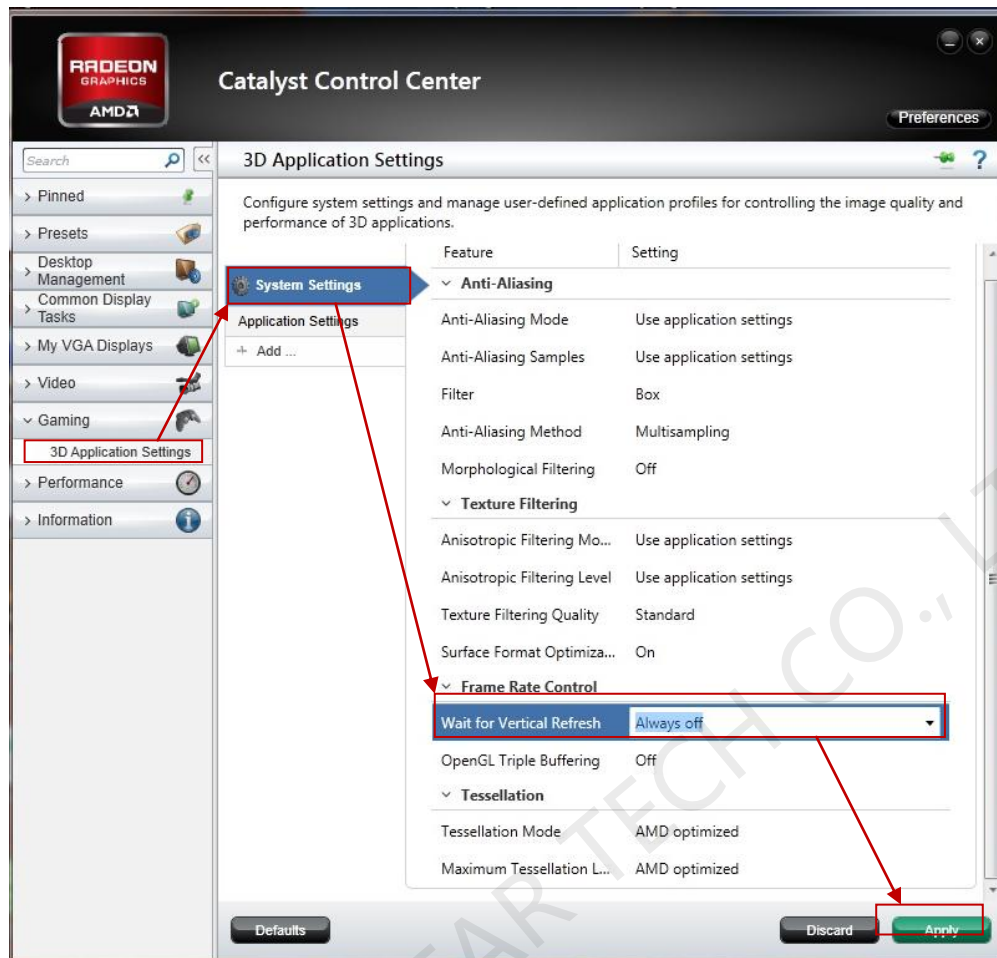 RADEON
GRAPHICS
AMD
Catalyst Control Center
Preferences
Search
<<
3D Application Settings
?
Pinned
Presets
Desktop
Management
Common Display
Tasks
My VGA Displays
Video
Gaming
3D Application Settings
Performance
Information
Configure system settings and manage user-defined application profiles for controlling the image quality and
performance of 3D applications.
System Settings
Application Settings
Add ...
Feature Setting
Anti-Aliasing
Anti-Aliasing Mode Use application settings
Anti-Aliasing Samples Use application settings
Filter Box
Anti-Aliasing Method Multisampling
Morphological Filtering Off
Texture Filtering
Anisotropic Filtering Mo... Use application settings
Anisotropic Filtering Level Use application settings
Texture Filtering Quality Standard
Surface Format Optimiza... On
Frame Rate Control
Wait for Vertical Refresh Always off
OpenGL Triple Buffering Off
Tessellation
Tessellation Mode AMD optimized
Maximum Tessellation L... AMD optimized
Defaults Discard Apply
TAR TECH CO., L